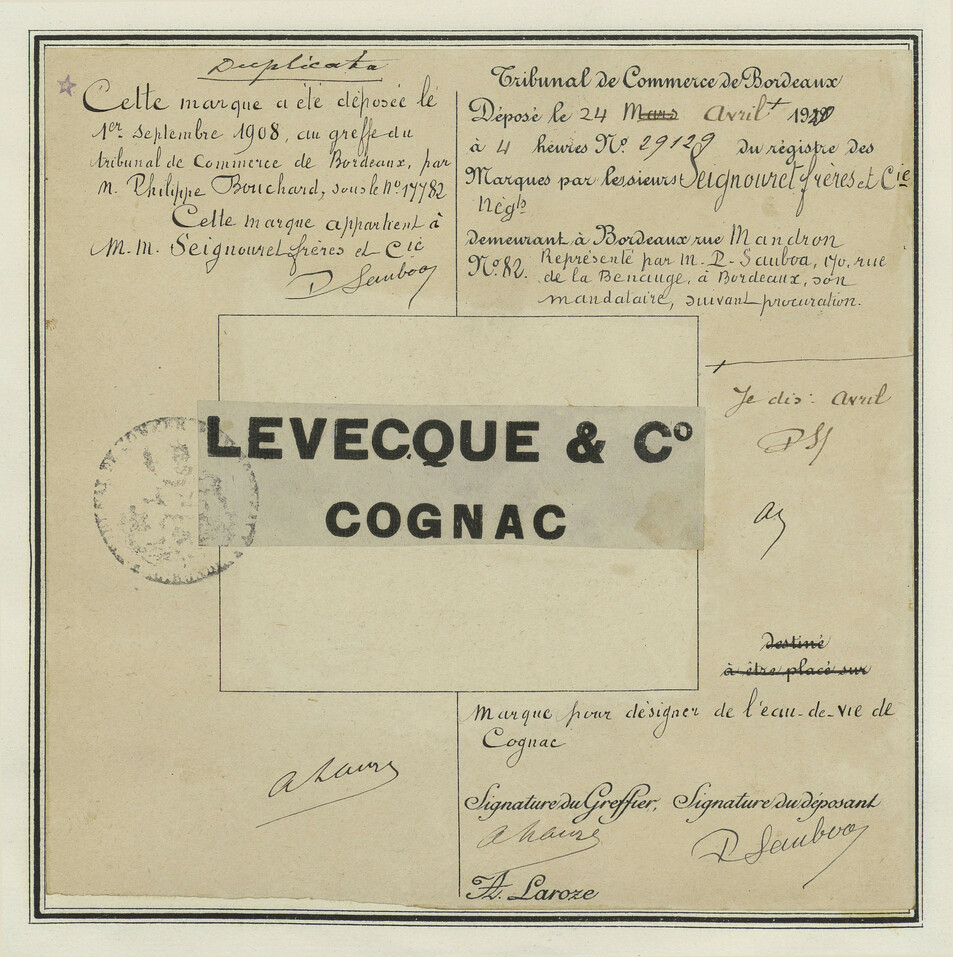 Duplicata
Cette marque a été déposée le
1er septembre 1908, au greffe du
tribunal de Commerce de Bordeaux, par
M. Philippe Bouchard, sous le No 17782
Cette marque appartient à
M.M. Seignouret frères et Cie
P Sauboa
Tribunal de Commerce de Bordeaux
Déposé le 24 Mars Avril
à 4 heures No. 29129 du régistre des
Marques par les sieurs Seignouret frères et Cie
Négts
demeurant à Bordeaux rue Mandron
No. 82. Représenté par M. P. Sauboa, 170, rue
de la Benauge, à Bordeaux, son
mandataire, suivant procuration.
Je dis: Avril
PS
LEVECQUE & Co
COGNAC
destiné
à être placé sur
Marque pour désigner de l'eau-de-vie de
Cognac
Signature du Greffier, Signature du déposant
P Sauboa
A. Laroze